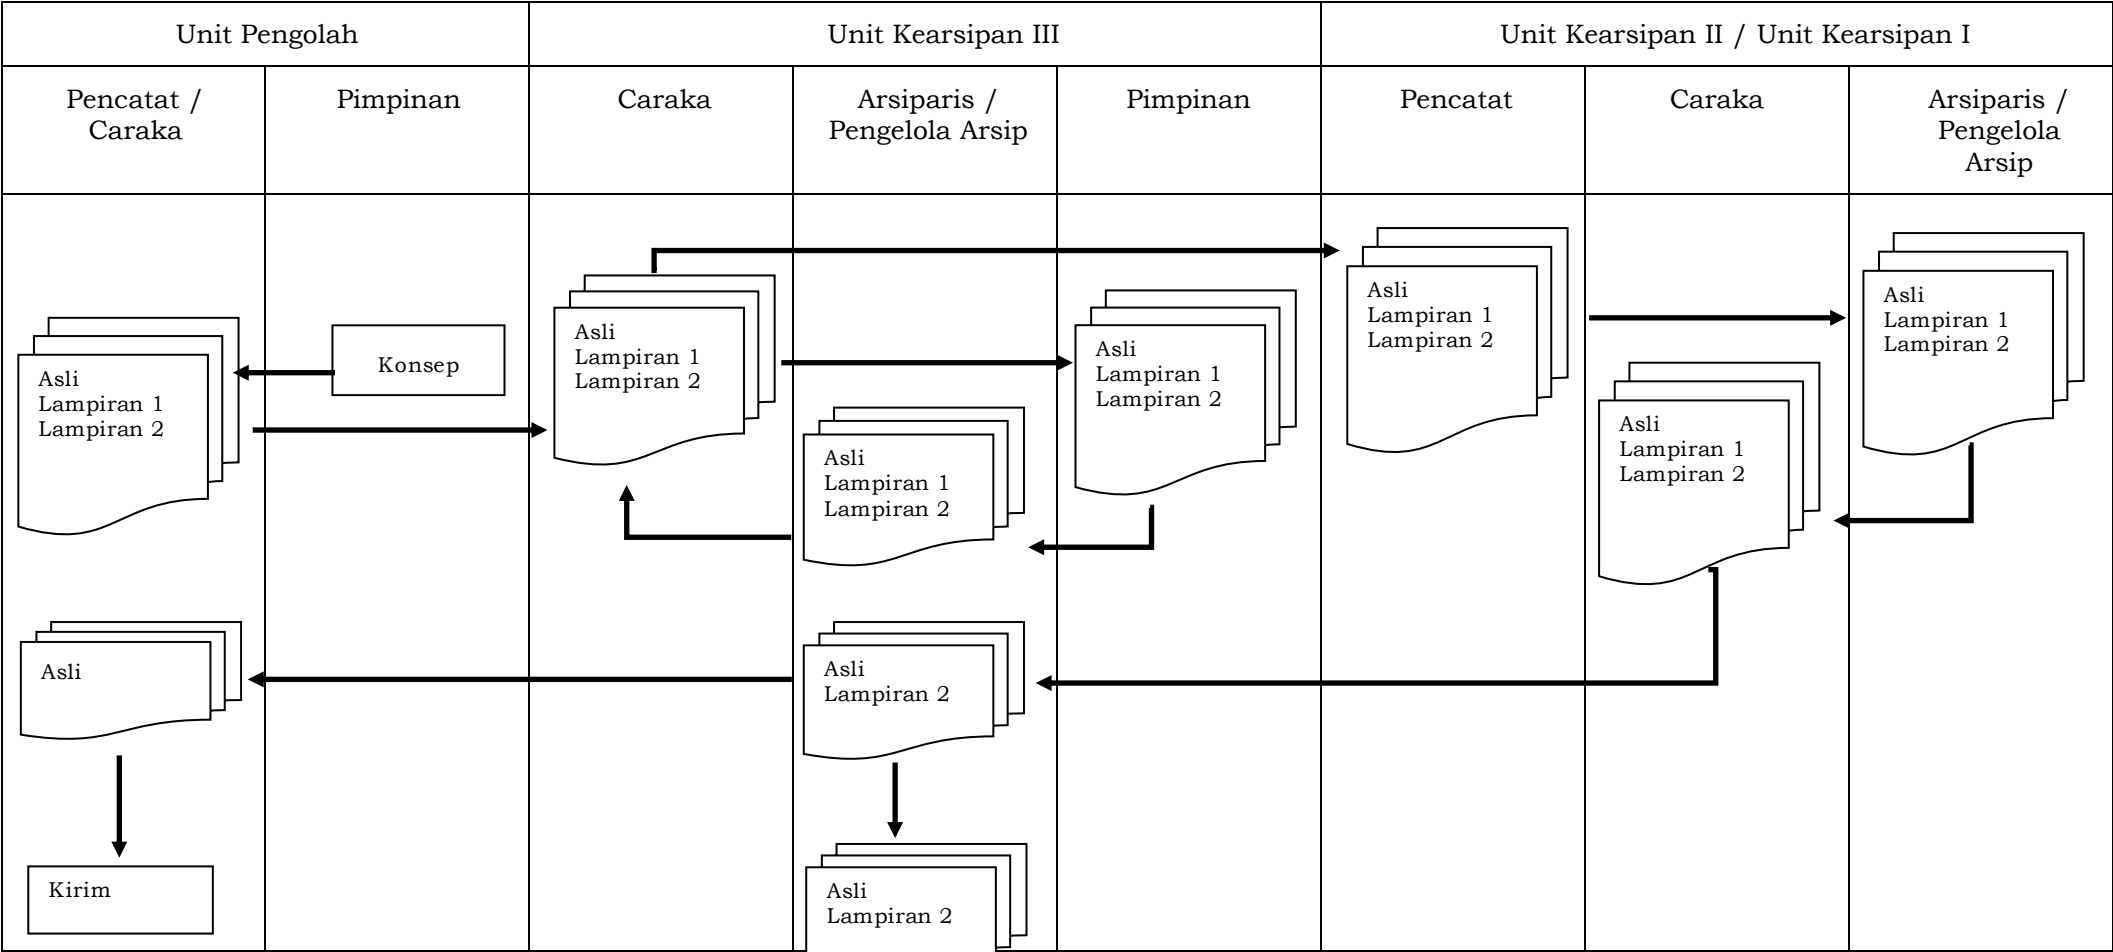 Unit Pengolah
Unit Kearsipan III
Unit Kearsipan II / Unit Kearsipan I
Pencatat /
Caraka
Pimpinan
Caraka
Arsiparis /
Pengelola Arsip
Pimpinan
Pencatat
Caraka
Arsiparis /
Pengelola
Arsip
Asli
Lampiran 1
Lampiran 2
Konsep
Asli
Lampiran 1
Lampiran 2
Asli
Lampiran 1
Lampiran 2
Asli
Lampiran 1
Lampiran 2
Asli
Lampiran 1
Lampiran 2
Asli
Lampiran 1
Lampiran 2
Asli
Lampiran 1
Lampiran 2
Asli
Asli
Lampiran 2
Kirim
Asli
Lampiran 2